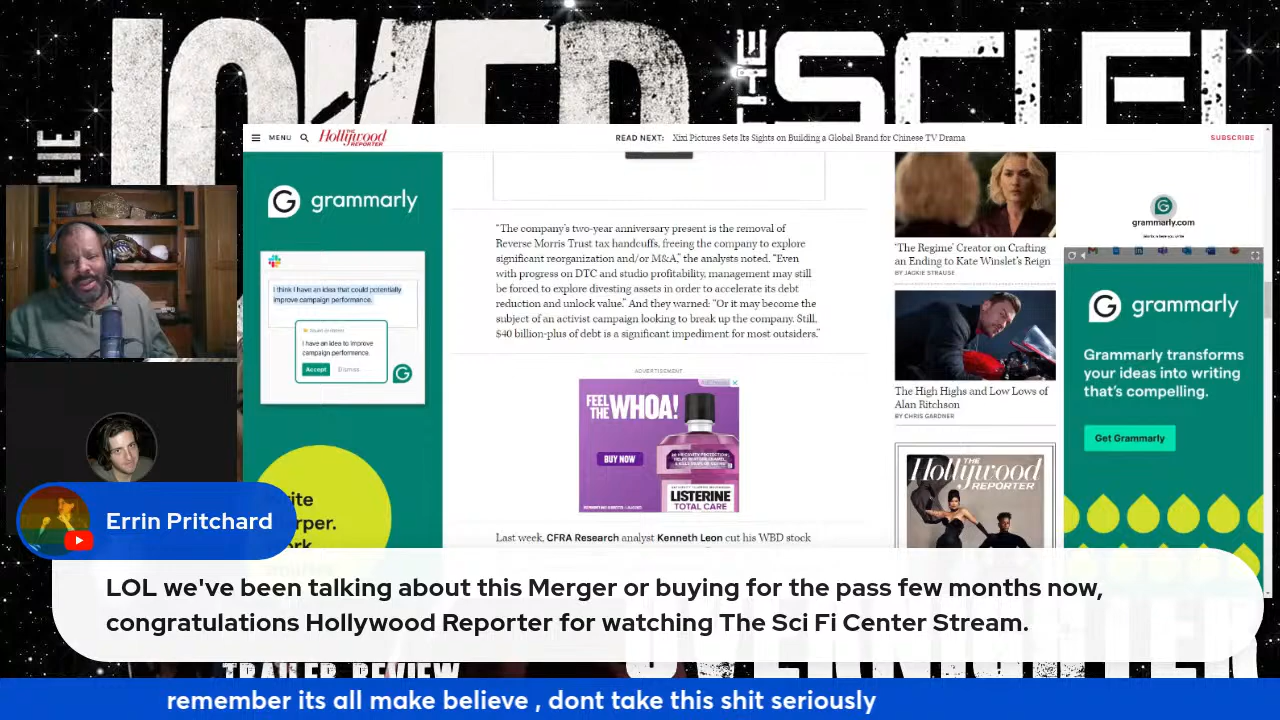 THE
THE
SCI FI
MENU
The Hollywood REPORTER
READ NEXT: Xixi Pictures Sets Its Sights on Building a Global Brand for Chinese TV Drama
SUBSCRIBE
grammarly
I think I have an idea that could potentially
improve campaign performance.
I have an idea to improve
campaign performance.
Accept Dismiss
"The company's two-year anniversary present is the removal of
Reverse Morris Trust tax handcuffs, freeing the company to explore
significant reorganization and/or M&A," the analysts noted. "Even
with progress on DTC and studio profitability, management may still
be forced to explore divesting assets in order to accelerate its debt
reduction and unlock value." And they warned: "Or it may become the
subject of an activist campaign looking to break up the company. Still,
$40 billion-plus of debt is a significant impediment for most outsiders."
ADVERTISEMENT
FEEL
THE WHOA!
BUY NOW
LISTERINE
TOTAL CARE
Last week, CFRA Research analyst Kenneth Leon cut his WBD stock
'The Regime' Creator on Crafting
an Ending to Kate Winslet's Reign
BY JACKIE STRAUSE
The High Highs and Low Lows of
Alan Ritchson
BY CHRIS GARDNER
THE
Hollywood
REPORTER
grammarly.com
grammarly
Grammarly transforms
your ideas into writing
that's compelling.
Get Grammarly
Errin Pritchard
LOL we've been talking about this Merger or buying for the pass few months now,
congratulations Hollywood Reporter for watching The Sci Fi Center Stream.
TRAILER REVIEW
OVERNIGHTER
remember its all make believe , dont take this shit seriously